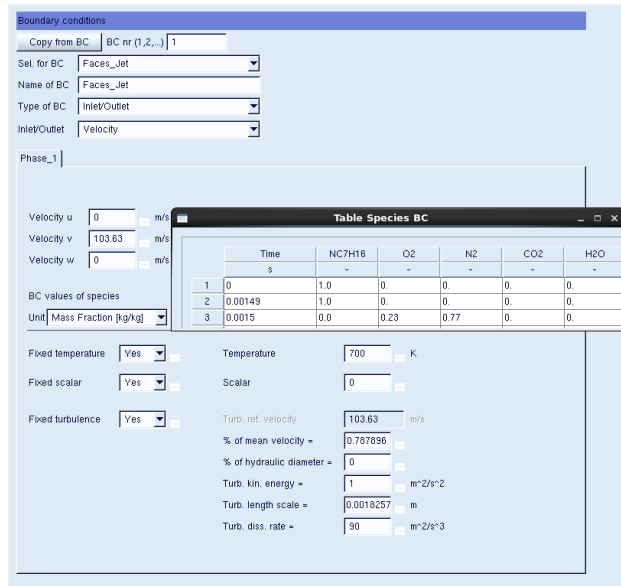 Boundary conditions
Copy from BC BC nr (1,2,...) 1
Sel. for BC Faces_Jet
Name of BC Faces_Jet
Type of BC Inlet/Outlet
Inlet/Outlet Velocity
Phase_1
Velocity u 0 m/s
Velocity v 103.63 m/s
Velocity w 0 m/s
BC values of species
Unit Mass Fraction [kg/kg]
Table Species BC
Time NC7H16 O2 N2 CO2 H2O
s - - - - -
1 0 1.0 0. 0. 0. 0.
2 0.00149 1.0 0. 0. 0. 0.
3 0.0015 0.0 0.23 0.77 0. 0.
Fixed temperature Yes ... Temperature 700 ... K
Fixed scalar Yes ... Scalar 0 ...
Fixed turbulence Yes ... Turb. ref. velocity 103.63 m/s
% of mean velocity = 0.787896 ...
% of hydraulic diameter = 0 ...
Turb. kin. energy = 1 ... m^2/s^2
Turb. length scale = 0.0018257 ... m
Turb. diss. rate = 90 ... m^2/s^3